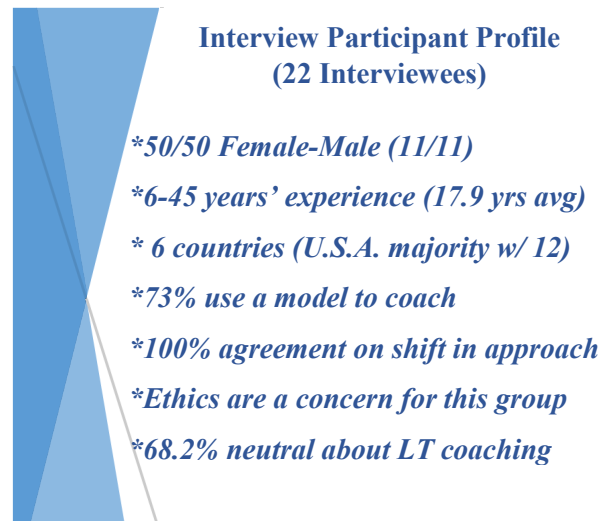 Interview Participant Profile
(22 Interviewees)
*50/50 Female-Male (11/11)
*6-45 years’ experience (17.9 yrs avg)
* 6 countries (U.S.A. majority w/ 12)
*73% use a model to coach
*100% agreement on shift in approach
*Ethics are a concern for this group
*68.2% neutral about LT coaching